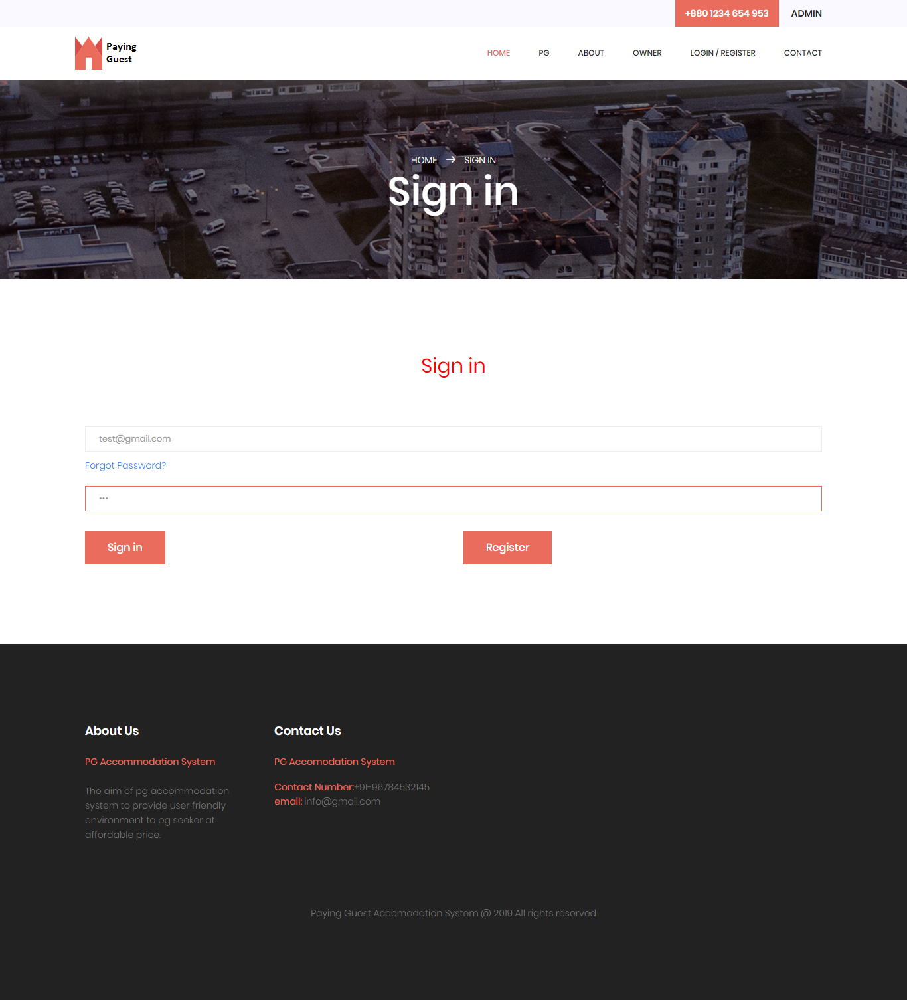 +880 1234 654 953 ADMIN
Paying
Guest
HOME PG ABOUT OWNER LOGIN / REGISTER CONTACT
HOME → SIGN IN
Sign in
Sign in
test@gmail.com
Forgot Password?
•••
Sign in Register
About Us
PG Accommodation System
The aim of pg accommodation
system to provide user friendly
environment to pg seeker at
affordable price.
Contact Us
PG Accomodation System
Contact Number:+91-96784532145
email: info@gmail.com
Paying Guest Accomodation System @ 2019 All rights reserved